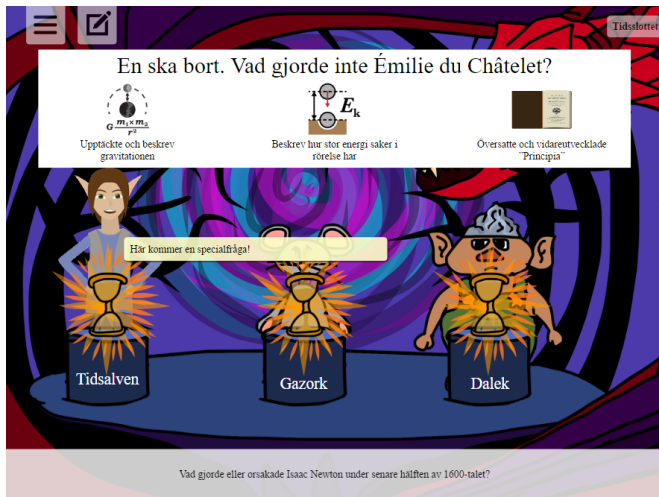 Tidsslottet
En ska bort. Vad gjorde inte Émilie du Châtelet?
G m₁×m₂ / r²
Upptäckte och beskrev
gravitationen
Eₖ
Beskrev hur stor energi saker i
rörelse har
Översatte och vidareutvecklade
”Principia”
Här kommer en specialfråga!
Tidsalven
Gazork
Dalek
Vad gjorde eller orsakade Isaac Newton under senare hälften av 1600-talet?